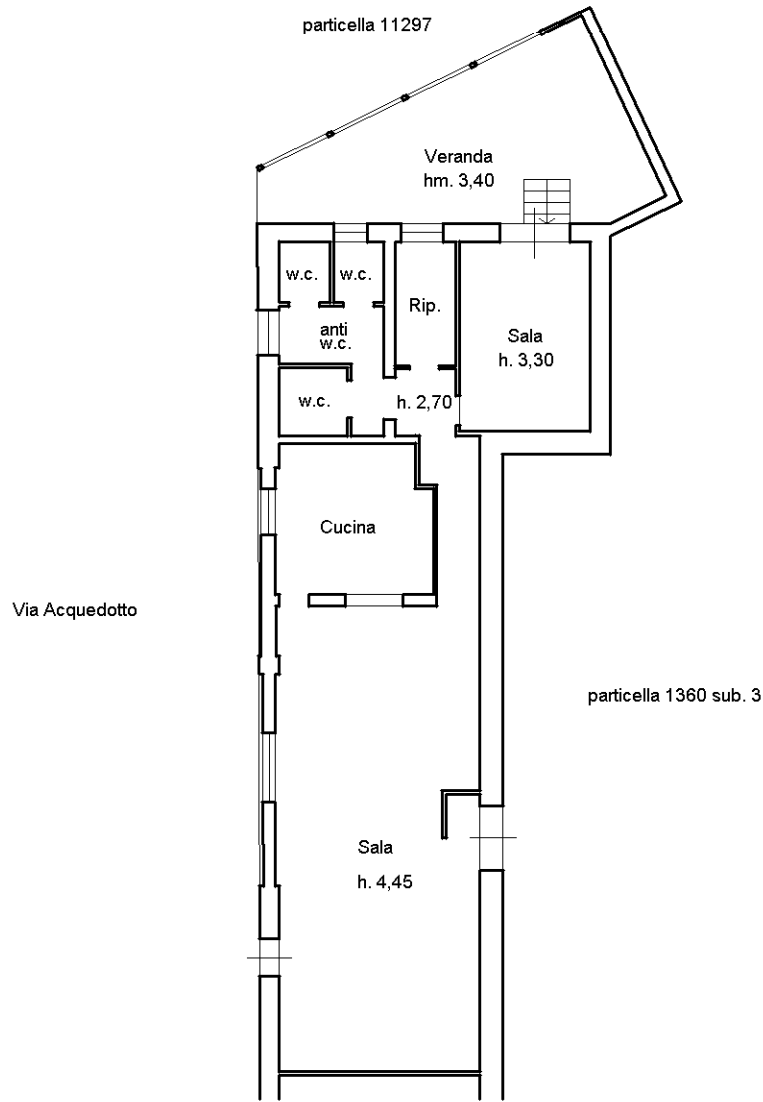 particella 11297
Veranda
hm. 3,40
w.c.
w.c.
Rip.
anti
w.c.
Sala
h. 3,30
w.c.
h. 2,70
Cucina
Via Acquedotto
particella 1360 sub. 3
Sala
h. 4,45